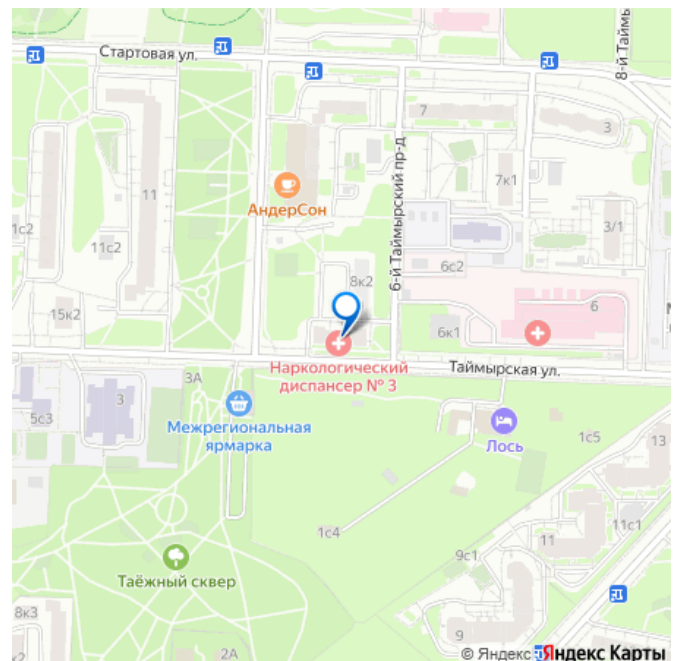 Стартовая ул.
8-й Таймы
7
3
6-й Таймырский пр-д
7к1
11
АндерСон
1с2
11с2
3/1
6с2
8к2
6
15к2
6к1
Наркологический
диспансер № 3
Таймырская ул.
3А
3
5с3
Межрегиональная
ярмарка
Лось
1с5
13
1с4
11с1
11
9с1
Таёжный сквер
8к3
9
2А
© Яндекс
Яндекс Карты